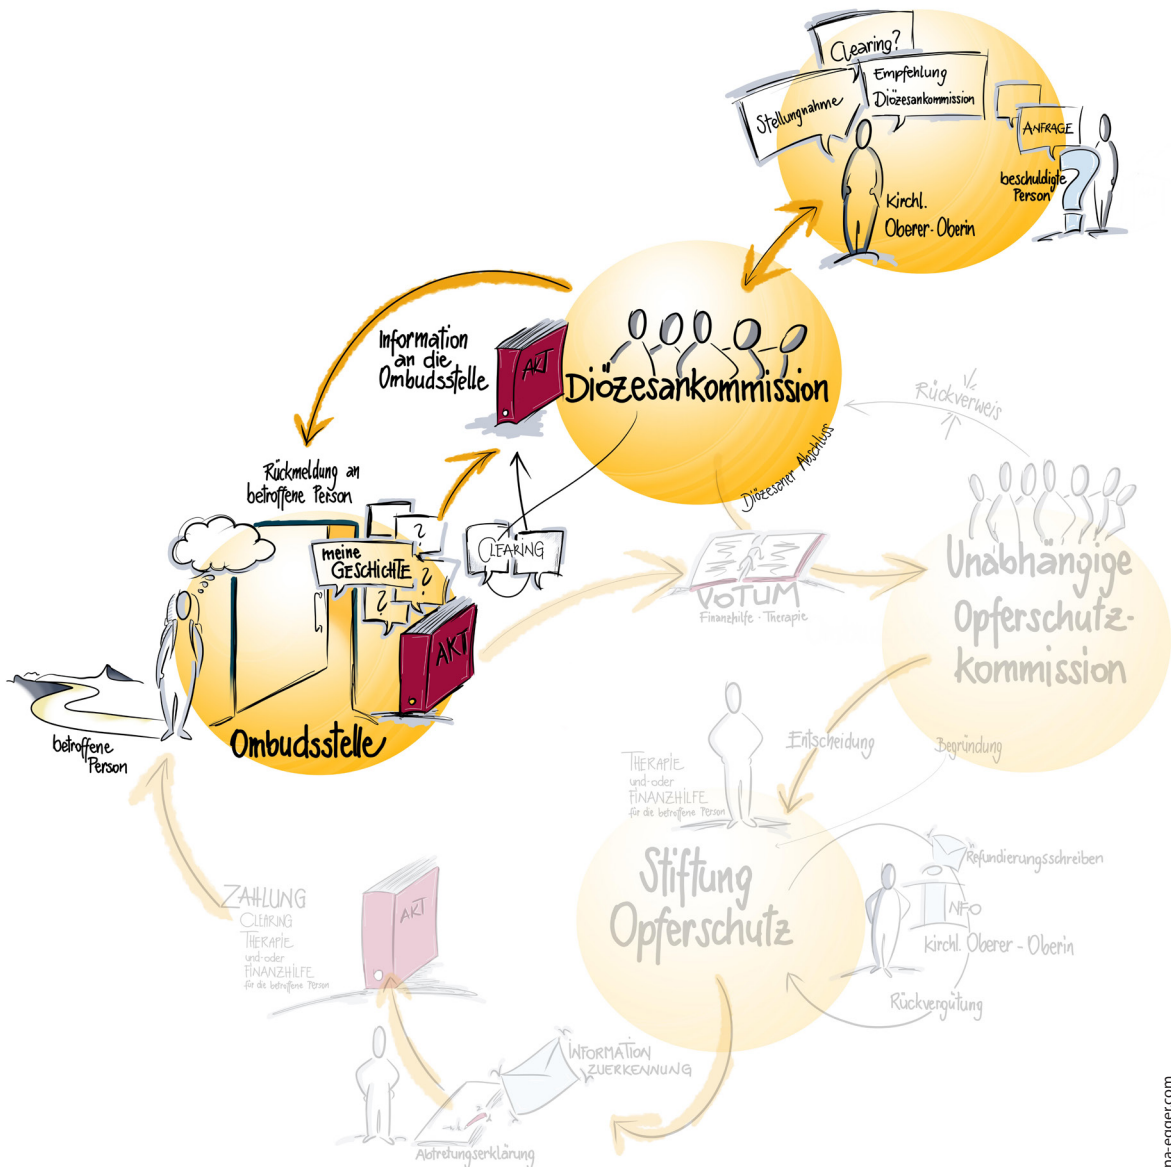 Clearing?
Empfehlung
Diözesankommission
Stellungnahme
ANFRAGE
beschuldigte
Person
?
Kirchl.
Oberer-Oberin
Information
an die
Ombudsstelle
AKT
Diözesankommission
Diözesaner Abschluss
Rückverweis
Rückmeldung an
betroffene Person
meine
GESCHICHTE
?
?
?
CLEARING
AKT
Ombudsstelle
betroffene
Person
VOTUM
Finanzhilfe - Therapie
Unabhängige
Opferschutz-
kommission
Entscheidung
Begründung
THERAPIE
und-oder
FINANZHILFE
für die betroffene Person
Stiftung
Opferschutz
Refundierungsschreiben
INFO
kirchl. Oberer - Oberin
Rückvergütung
ZAHLUNG
CLEARING
THERAPIE
und-oder
FINANZHILFE
für die betroffene Person
AKT
INFORMATION
ZUERKENNUNG
Abtretungserklärung